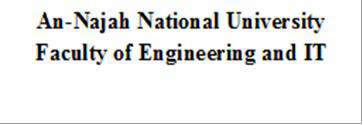 An-Najah National University
Faculty of Engineering and IT